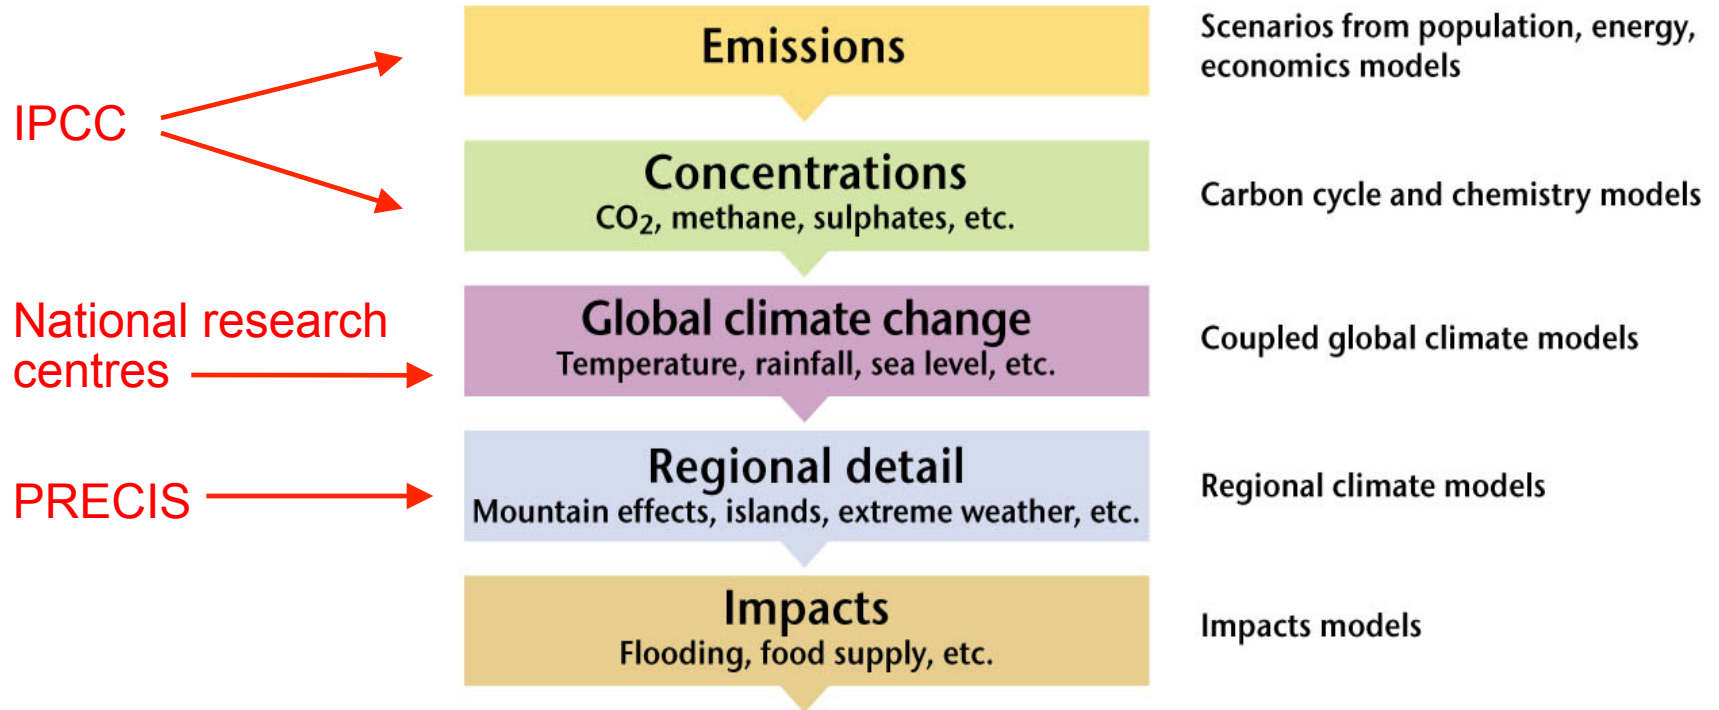 Emissions
Scenarios from population, energy,
economics models
IPCC
Concentrations
CO₂, methane, sulphates, etc.
Carbon cycle and chemistry models
National research
centres
Global climate change
Temperature, rainfall, sea level, etc.
Coupled global climate models
PRECIS
Regional detail
Mountain effects, islands, extreme weather, etc.
Regional climate models
Impacts
Flooding, food supply, etc.
Impacts models